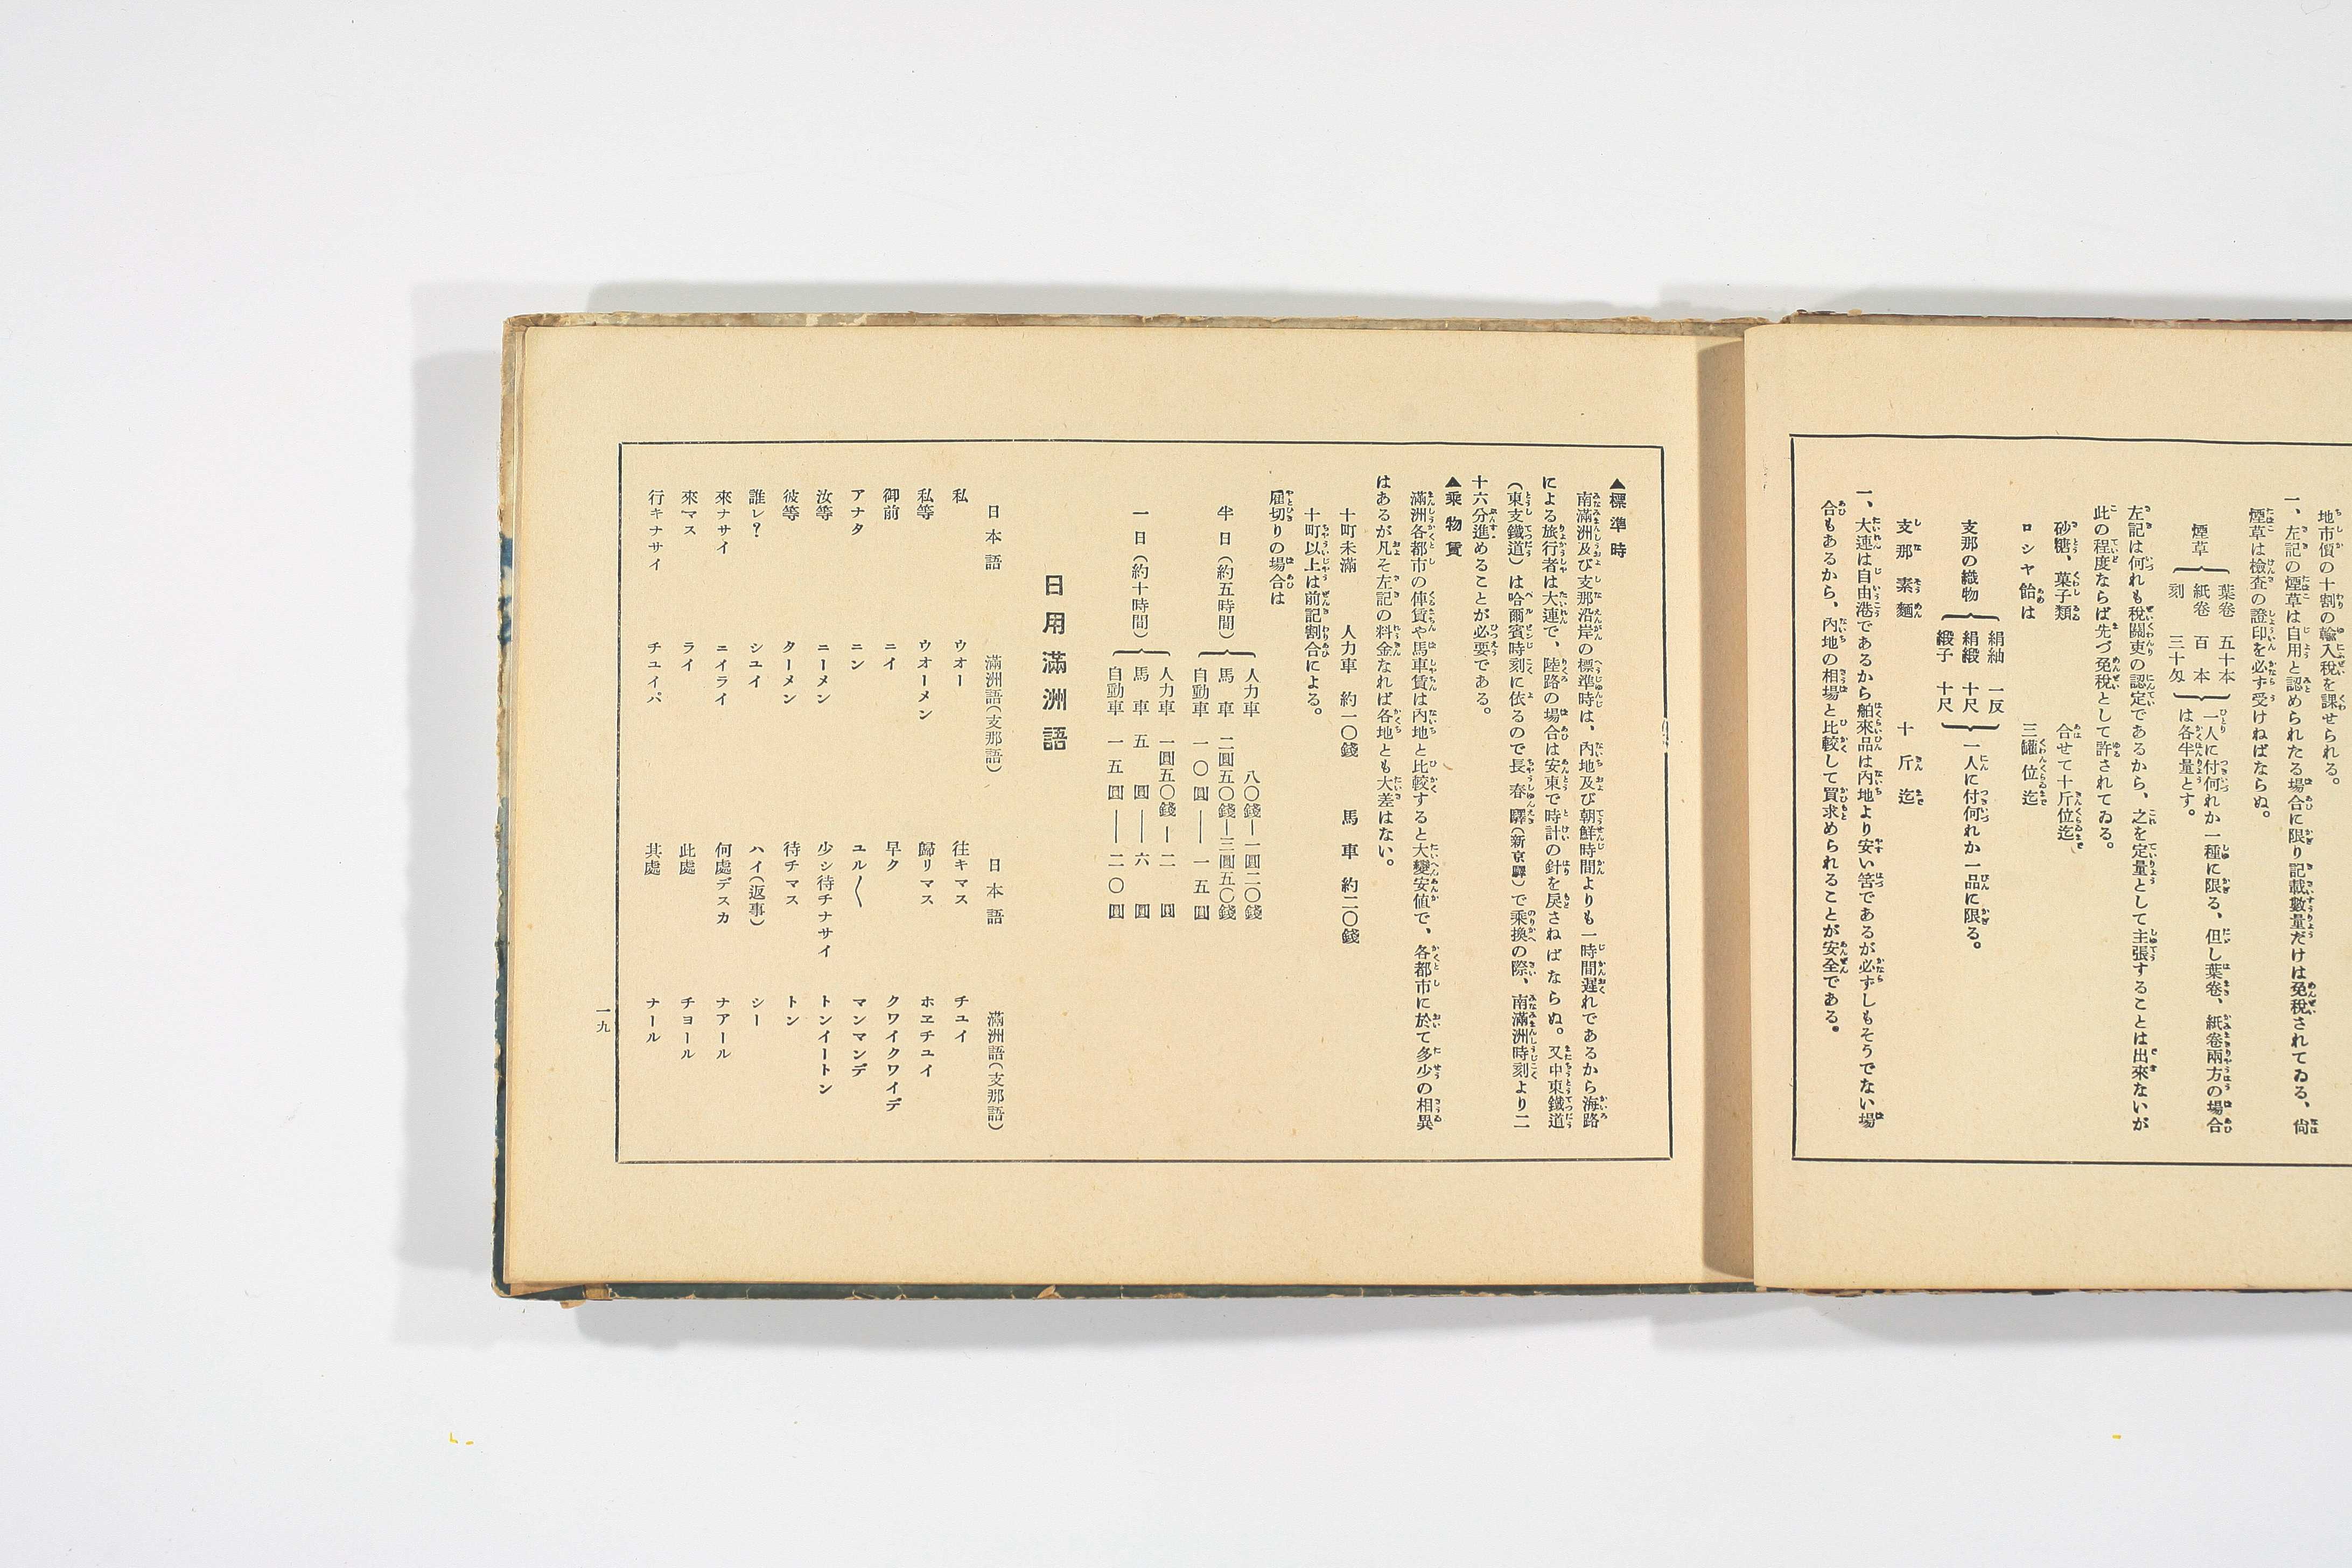 地市價の十割の輸入稅を課せられる。
一、左記の煙草は自用と認められたる場合に限り記載數量だけは免稅されてゐる、尙
煙草は檢査の證印を必ず受けねばならぬ。
煙草
葉卷 五十本
紙卷 百本
刻 三十匁
一人に付何れか一種に限る、但し葉卷、紙卷兩方の場合
は各半量とす。
左記は何れも稅關吏の認定であるから、之を定量として主張することは出來ないが
此の程度ならば先づ免稅として許されてゐる。
砂糖、菓子類 合せて十斤位迄
ロシヤ飴は 三罐位迄
支那の織物
絹紬 一反
絹緞 十尺
緞子 十尺
一人に付何れか一品に限る。
支那素麵 十斤迄
一、大連は自由港であるから舶來品は內地より安い筈であるが必ずしもそうでない場
合もあるから、內地の相場と比較して買求められることが安全である。
▲標準時
南滿洲及び支那沿岸の標準時は、內地及び朝鮮時間よりも一時間遲れであるから海路
による旅行者は大連で、陸路の場合は安東で時計の針を戾さねばならぬ。又中東鐵道
(東支鐵道)は哈爾賓時刻に依るので長春驛(新京驛)で乘換の際、南滿洲時刻より二
十六分進めることが必要である。
▲乘物賃
滿洲各都市の俥賃や馬車賃は內地と比較すると大變安値で、各都市に於て多少の相異
はあるが凡そ左記の料金なれば各地とも大差はない。
十町未滿 人力車 約一〇錢 馬車 約二〇錢
十町以上は前記割合による。
雇切りの場合は
半日(約五時間)
人力車 八〇錢—一圓二〇錢
馬車 二圓五〇錢—三圓五〇錢
自動車 一〇圓——一五圓
一日(約十時間)
人力車 一圓五〇錢—二圓
馬車 五圓——六圓
自動車 一五圓——二〇圓
日用滿洲語
日本語 滿洲語(支那語) 日本語 滿洲語(支那語)
私 ウオー 往キマス チユイ
私等 ウオーメン 歸リマス ホヱチユイ
御前 ニイ 早ク クワイクワイデ
アナタ ニン ユル〱 マンマンデ
汝等 ニーメン 少シ待チナサイ トンイートン
彼等 ターメン 待チマス トン
誰レ? シユイ ハイ(返事) シー
來ナサイ ニイライ 何處デスカ ナアール
來マス ライ 此處 チヨール
行キナサイ チユイパ 其處 ナール
一九